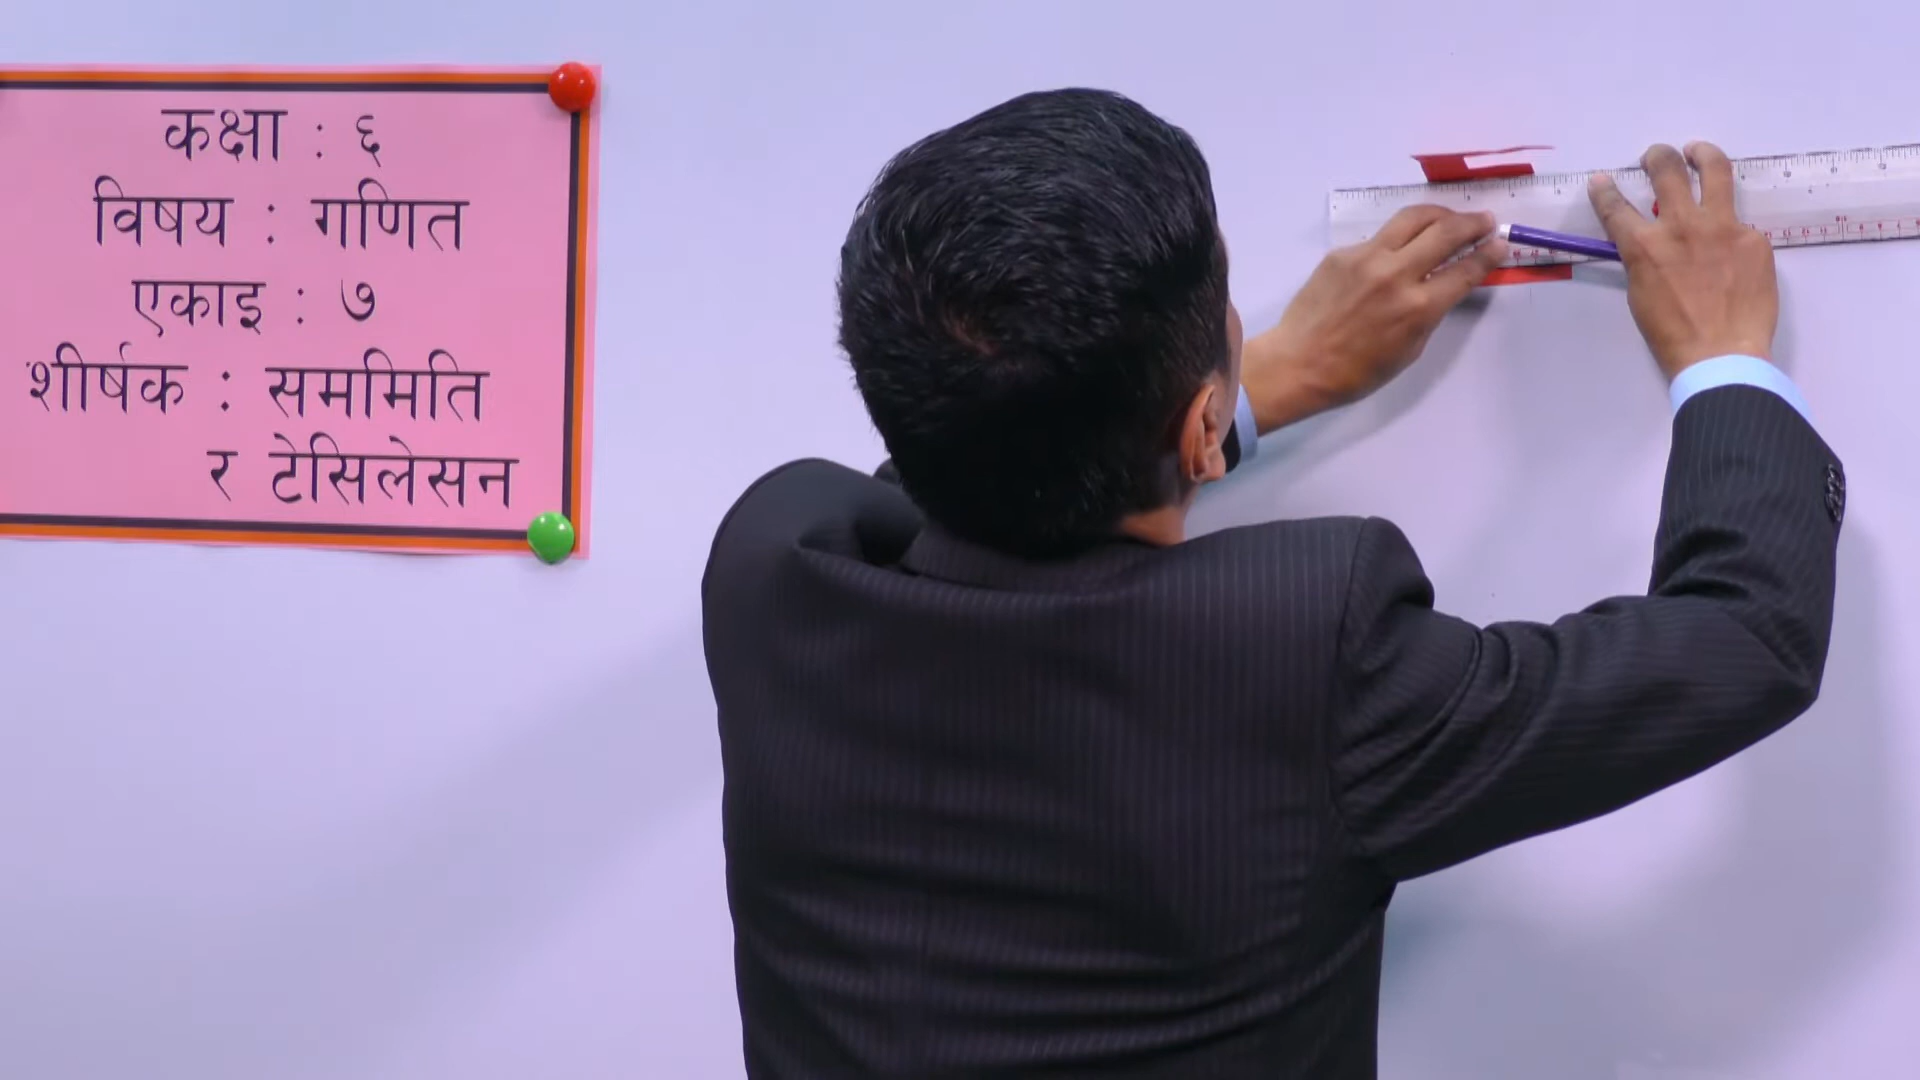 कक्षा : ६
विषय : गणित
एकाइ : ७
शीर्षक : सममिति
र टेसिलेसन